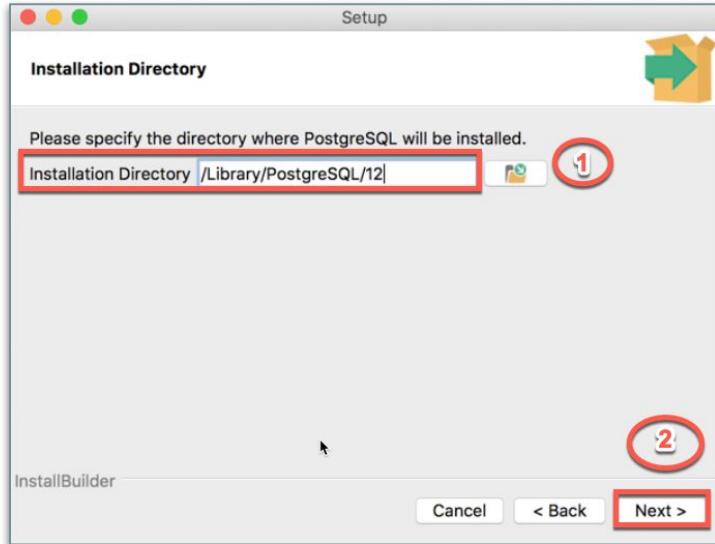 Setup
Installation Directory
Please specify the directory where PostgreSQL will be installed.
Installation Directory /Library/PostgreSQL/12
1
2
InstallBuilder
Cancel < Back Next >